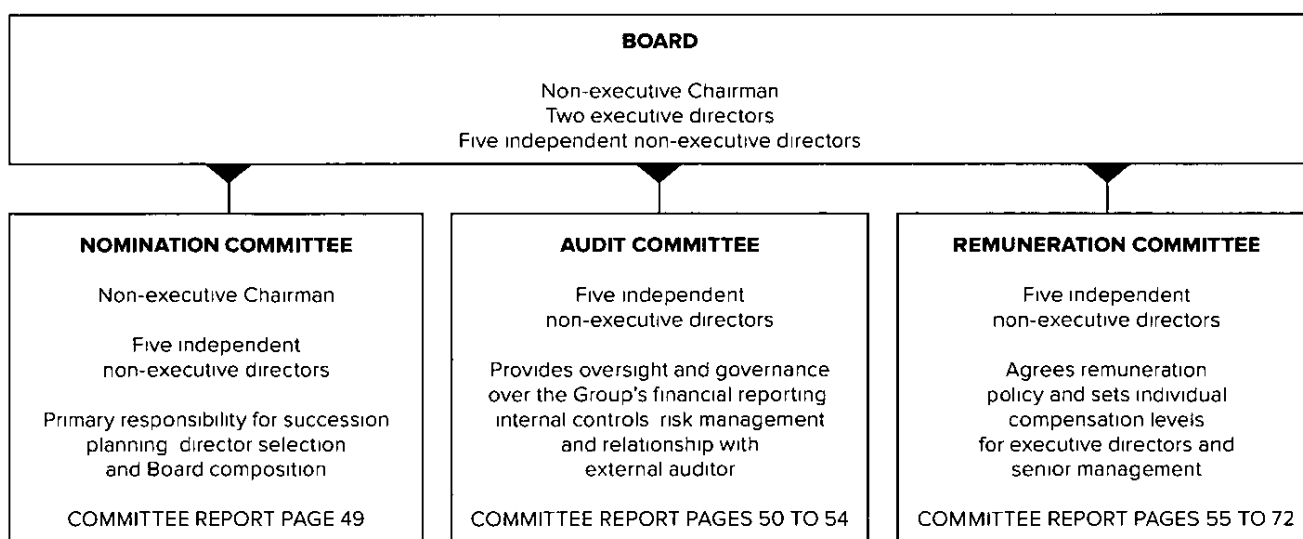 BOARD
Non-executive Chairman
Two executive directors
Five independent non-executive directors
NOMINATION COMMITTEE
Non-executive Chairman
Five independent
non-executive directors
Primary responsibility for succession
planning director selection
and Board composition
COMMITTEE REPORT PAGE 49
AUDIT COMMITTEE
Five independent
non-executive directors
Provides oversight and governance
over the Group's financial reporting
internal controls risk management
and relationship with
external auditor
COMMITTEE REPORT PAGES 50 TO 54
REMUNERATION COMMITTEE
Five independent
non-executive directors
Agrees remuneration
policy and sets individual
compensation levels
for executive directors and
senior management
COMMITTEE REPORT PAGES 55 TO 72